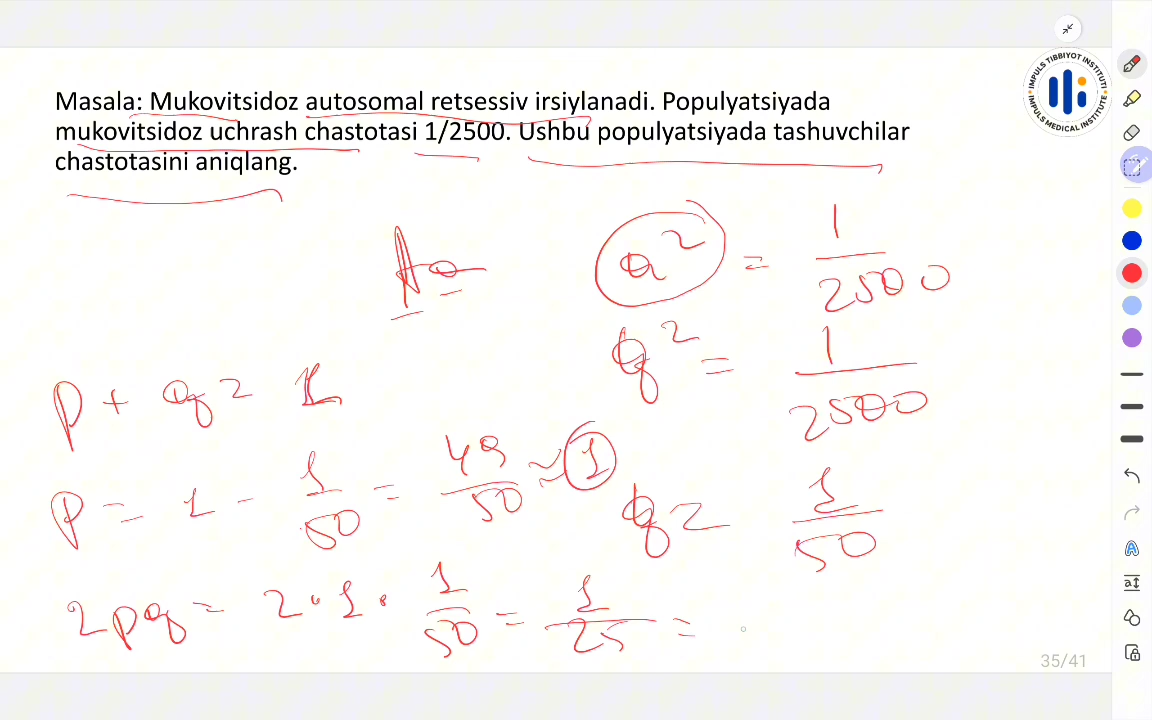 Masala: Mukovitsidoz autosomal retsessiv irsiylanadi. Populyatsiyada
mukovitsidoz uchrash chastotasi 1/2500. Ushbu populyatsiyada tashuvchilar
chastotasini aniqlang.
IMPULS TIBBIYOT INSTITUTI
IMPULS MEDICAL INSTITUTE
Aa
q² = 1/2500
q² = 1/2500
p + q = 1
p = 1 - 1/50 = 49/50 ≈ 1
q = 1/50
2pq = 2 · 1 · 1/50 = 1/25 =
35/41